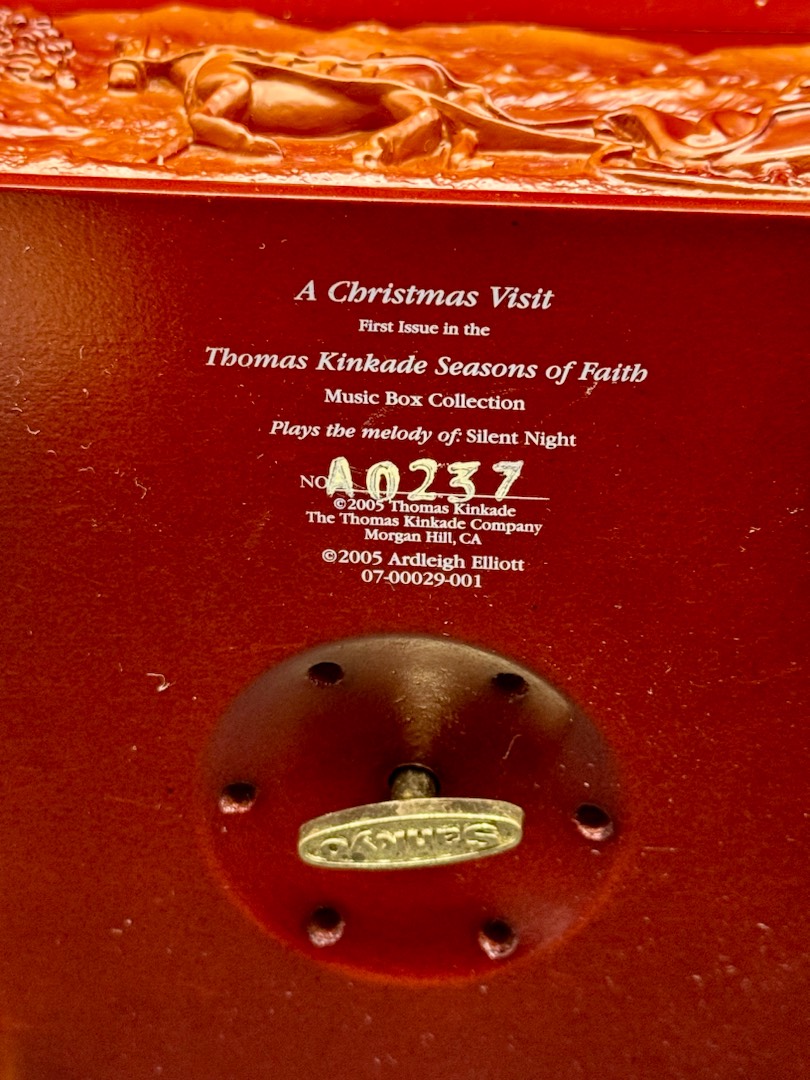 A Christmas Visit
First Issue in the
Thomas Kinkade Seasons of Faith
Music Box Collection
Plays the melody of: Silent Night
NO. A0237
©2005 Thomas Kinkade
The Thomas Kinkade Company
Morgan Hill, CA
©2005 Ardleigh Elliott
07-00029-001
Sankyo